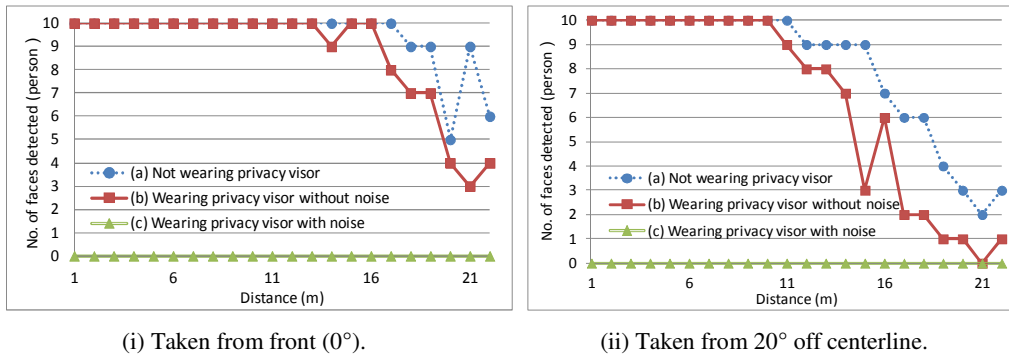 10
9
8
7
6
5
4
3
2
1
0
No. of faces detected (person)
(a) Not wearing privacy visor
(b) Wearing privacy visor without noise
(c) Wearing privacy visor with noise
1 6 11 16 21
Distance (m)
(i) Taken from front (0°).
10
9
8
7
6
5
4
3
2
1
0
No. of faces detected (person)
(a) Not wearing privacy visor
(b) Wearing privacy visor without noise
(c) Wearing privacy visor with noise
1 6 11 16 21
Distance (m)
(ii) Taken from 20° off centerline.